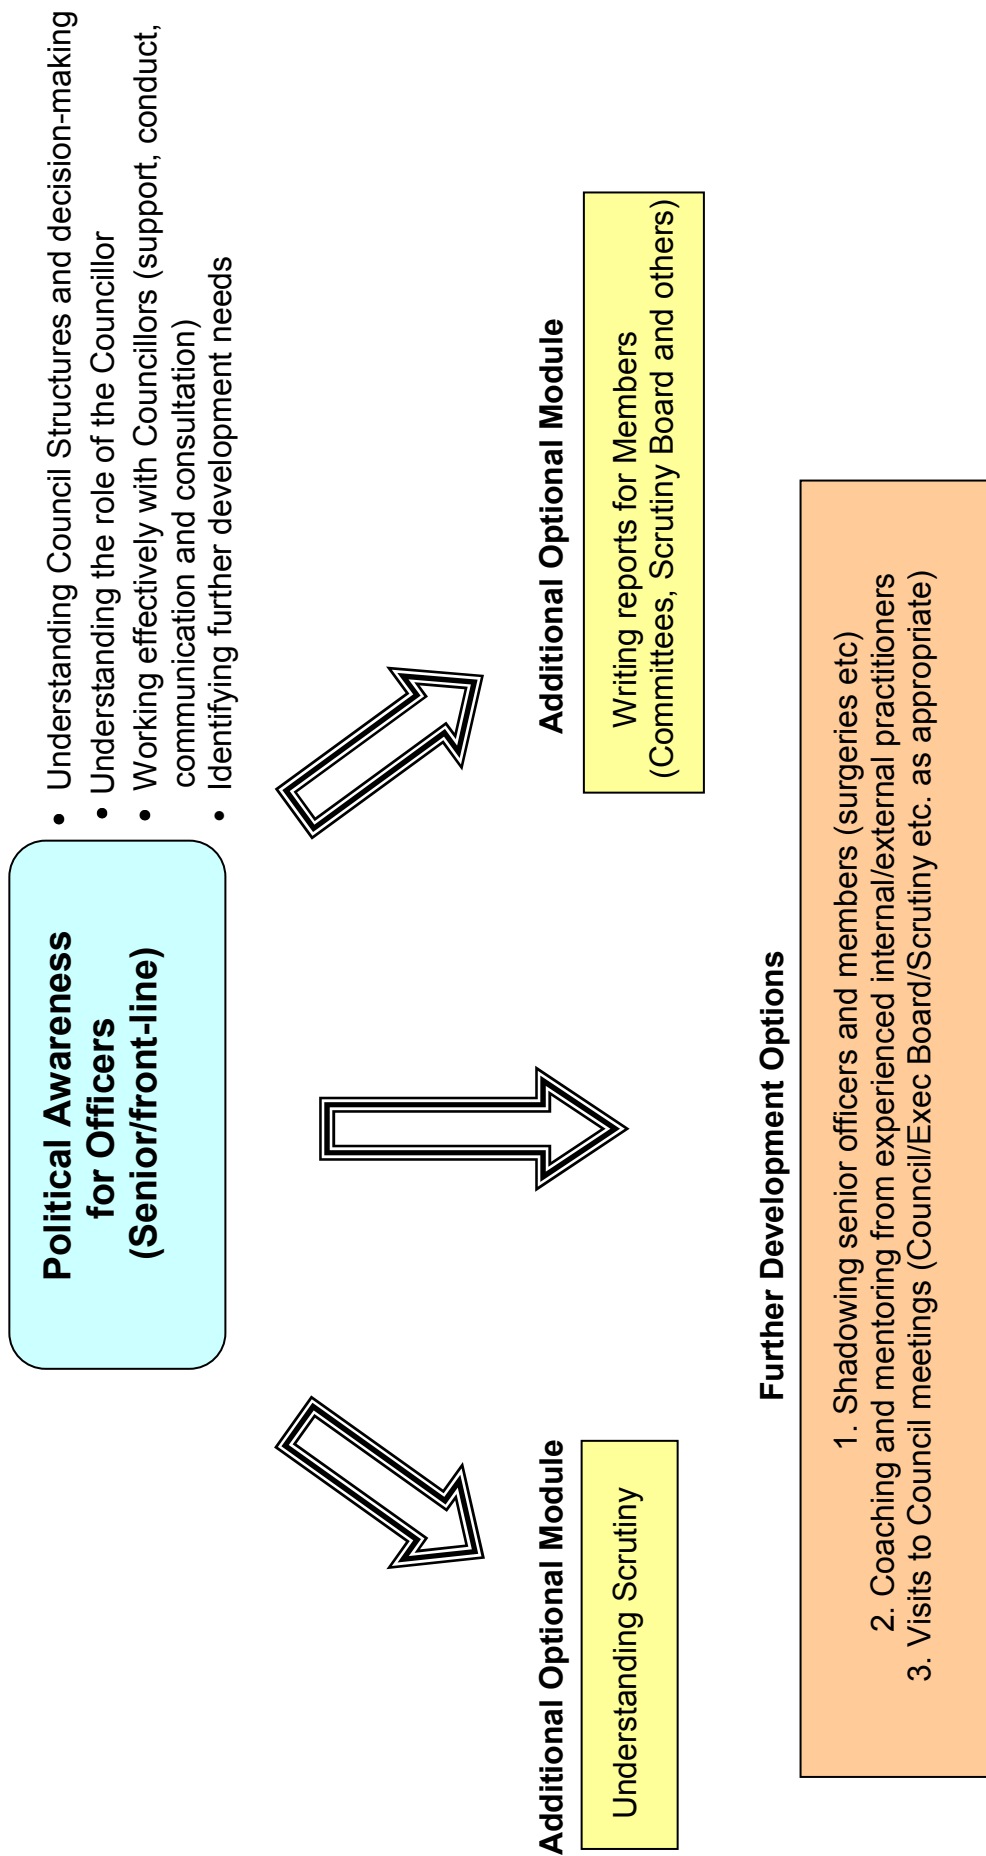 Political Awareness
for Officers
(Senior/front-line)
• Understanding Council Structures and decision-making
• Understanding the role of the Councillor
• Working effectively with Councillors (support, conduct,
communication and consultation)
• Identifying further development needs
Additional Optional Module
Understanding Scrutiny
Additional Optional Module
Writing reports for Members
(Committees, Scrutiny Board and others)
Further Development Options
1. Shadowing senior officers and members (surgeries etc)
2. Coaching and mentoring from experienced internal/external practitioners
3. Visits to Council meetings (Council/Exec Board/Scrutiny etc. as appropriate)